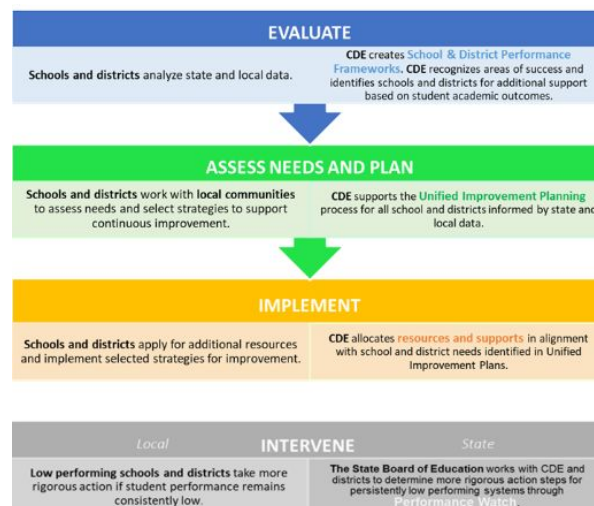 EVALUATE
Schools and districts analyze state and local data.
CDE creates School & District Performance
Frameworks. CDE recognizes areas of success and
identifies schools and districts for additional support
based on student academic outcomes.
ASSESS NEEDS AND PLAN
Schools and districts work with local communities
to assess needs and select strategies to support
continuous improvement.
CDE supports the Unified Improvement Planning
process for all school and districts informed by state and
local data.
IMPLEMENT
Schools and districts apply for additional resources
and implement selected strategies for improvement.
CDE allocates resources and supports in alignment
with school and district needs identified in Unified
Improvement Plans.
Local INTERVENE State
Low performing schools and districts take more
rigorous action if student performance remains
consistently low.
The State Board of Education works with CDE and
districts to determine more rigorous action steps for
persistently low performing systems through
Performance Watch.